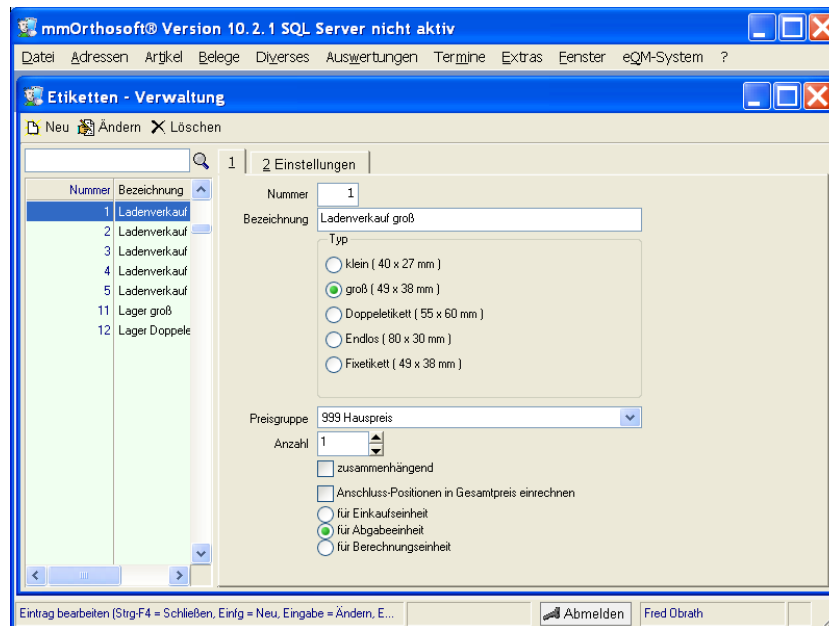 mmOrthosoft® Version 10.2.1 SQL Server nicht aktiv
Datei Adressen Artikel Belege Diverses Auswertungen Termine Extras Fenster eQM-System ?
Etiketten - Verwaltung
Neu Ändern Löschen
1 2 Einstellungen
Nummer Bezeichnung
1 Ladenverkauf
2 Ladenverkauf
3 Ladenverkauf
4 Ladenverkauf
5 Ladenverkauf
11 Lager groß
12 Lager Doppele
Nummer 1
Bezeichnung Ladenverkauf groß
Typ
klein ( 40 x 27 mm )
groß ( 49 x 38 mm )
Doppeletikett ( 55 x 60 mm )
Endlos ( 80 x 30 mm )
Fixetikett ( 49 x 38 mm )
Preisgruppe 999 Hauspreis
Anzahl 1
zusammenhängend
Anschluss-Positionen in Gesamtpreis einrechnen
für Einkaufseinheit
für Abgabeeinheit
für Berechnungseinheit
Eintrag bearbeiten (Strg-F4 = Schließen, Einfg = Neu, Eingabe = Ändern, E... Abmelden Fred Obrath